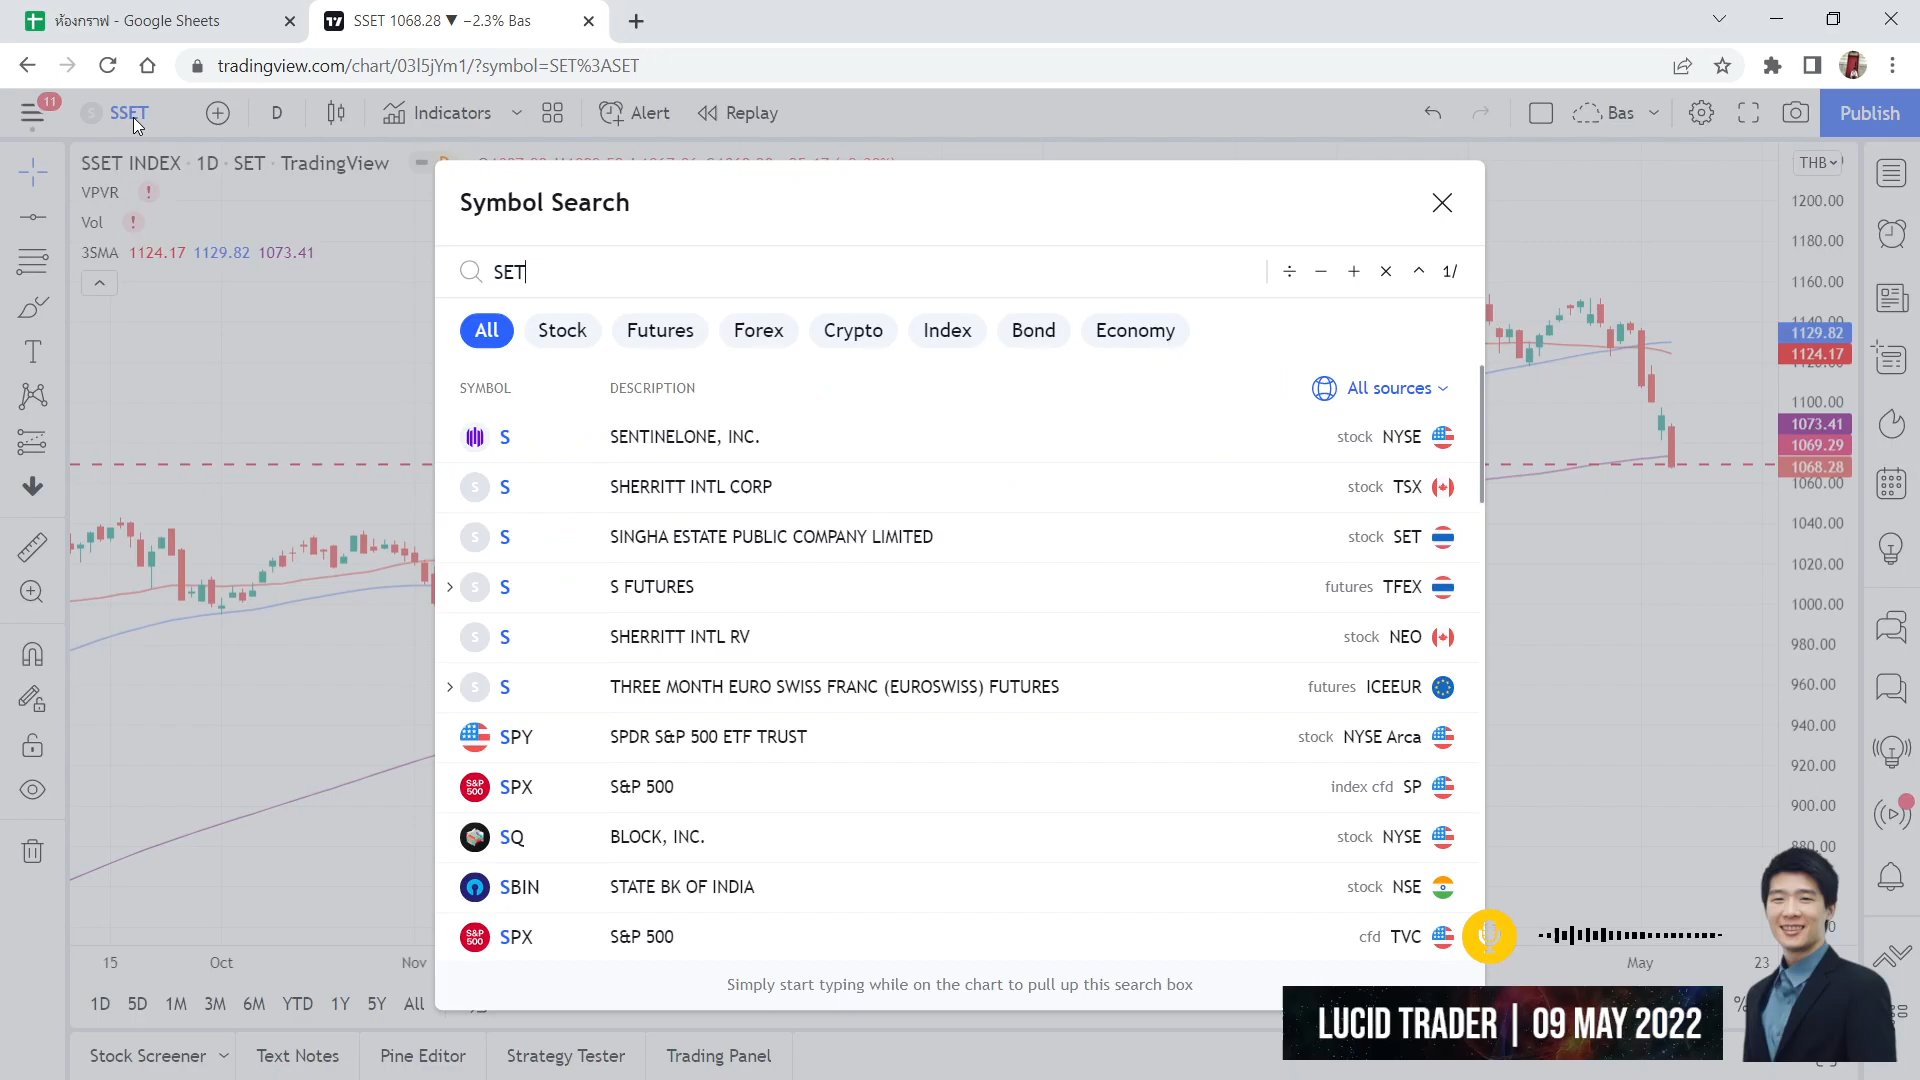 ห้องกราฟ - Google Sheets
SSET 1068.28 ▼ −2.3% Bas
tradingview.com/chart/03I5jYm1/?symbol=SET%3ASET
11
S
SSET
D
Indicators
Alert
Replay
Bas
Publish
SSET INDEX · 1D · SET · TradingView
THB
VPVR !
Vol !
3SMA 1124.17 1129.82 1073.41
Symbol Search
SET
÷ − + × ^ 1/
All
Stock
Futures
Forex
Crypto
Index
Bond
Economy
SYMBOL
DESCRIPTION
All sources
S SENTINELONE, INC. stock NYSE
S S SHERRITT INTL CORP stock TSX
S S SINGHA ESTATE PUBLIC COMPANY LIMITED stock SET
S S S FUTURES futures TFEX
S S SHERRITT INTL RV stock NEO
S S THREE MONTH EURO SWISS FRANC (EUROSWISS) FUTURES futures ICEEUR
SPY SPDR S&P 500 ETF TRUST stock NYSE Arca
S&P 500 SPX S&P 500 index cfd SP
SQ BLOCK, INC. stock NYSE
SBIN STATE BK OF INDIA stock NSE
S&P 500 SPX S&P 500 cfd TVC
Simply start typing while on the chart to pull up this search box
1200.00
1180.00
1160.00
1140.00
1129.82
1124.17
1100.00
1073.41
1069.29
1068.28
1060.00
1040.00
1020.00
1000.00
980.00
960.00
940.00
920.00
900.00
880.00
15
Oct
Nov
May
23
1D
5D
1M
3M
6M
YTD
1Y
5Y
All
%
LUCID TRADER | 09 MAY 2022
Stock Screener
Text Notes
Pine Editor
Strategy Tester
Trading Panel